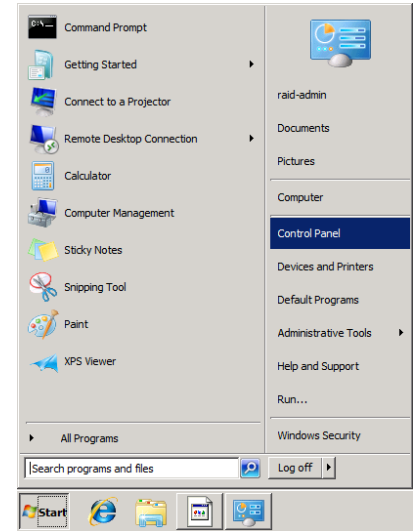 Command Prompt
Getting Started
Connect to a Projector
Remote Desktop Connection
Calculator
Computer Management
Sticky Notes
Snipping Tool
Paint
XPS Viewer
All Programs
Search programs and files
raid-admin
Documents
Pictures
Computer
Control Panel
Devices and Printers
Default Programs
Administrative Tools
Help and Support
Run...
Windows Security
Log off
Start